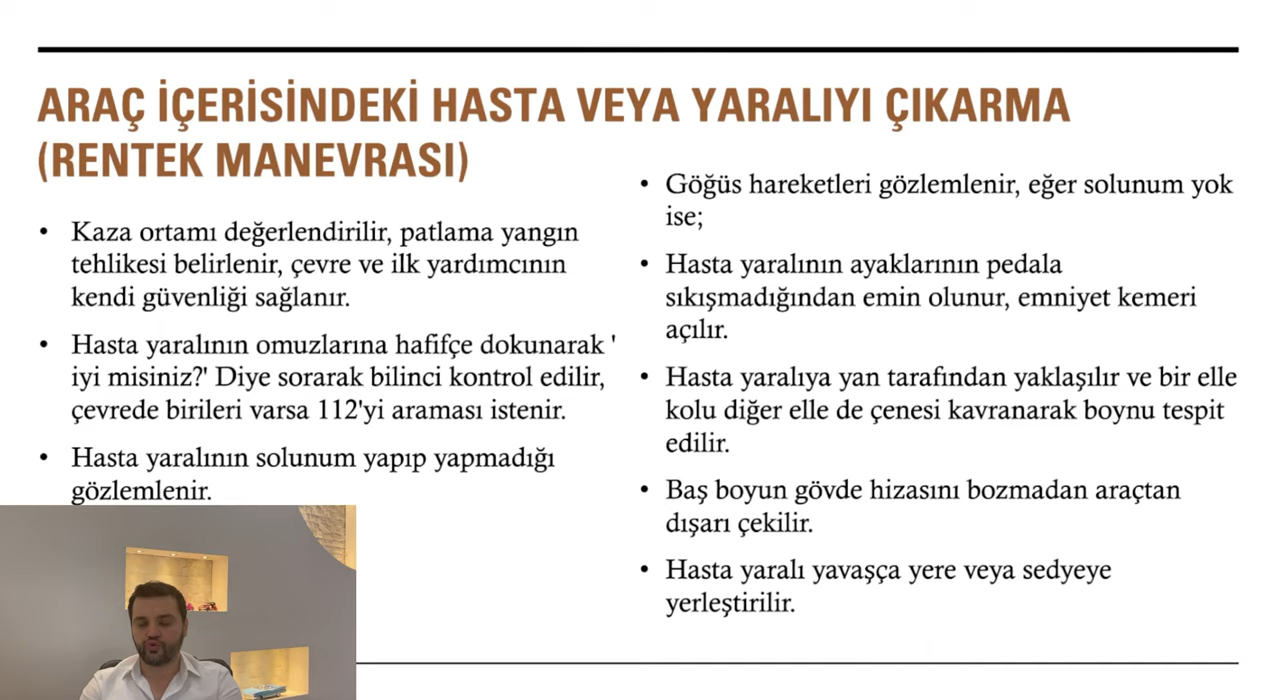 ARAÇ İÇERİSİNDEKİ HASTA VEYA YARALIYI ÇIKARMA
(RENTEK MANEVRASI)
• Kaza ortamı değerlendirilir, patlama yangın
tehlikesi belirlenir, çevre ve ilk yardımcının
kendi güvenliği sağlanır.
• Hasta yaralının omuzlarına hafifçe dokunarak '
iyi misiniz?' Diye sorarak bilinci kontrol edilir,
çevrede birileri varsa 112'yi araması istenir.
• Hasta yaralının solunum yapıp yapmadığı
gözlemlenir.
• Göğüs hareketleri gözlemlenir, eğer solunum yok
ise;
• Hasta yaralının ayaklarının pedala
sıkışmadığından emin olunur, emniyet kemeri
açılır.
• Hasta yaralıya yan tarafından yaklaşılır ve bir elle
kolu diğer elle de çenesi kavranarak boynu tespit
edilir.
• Baş boyun gövde hizasını bozmadan araçtan
dışarı çekilir.
• Hasta yaralı yavaşça yere veya sedyeye
yerleştirilir.